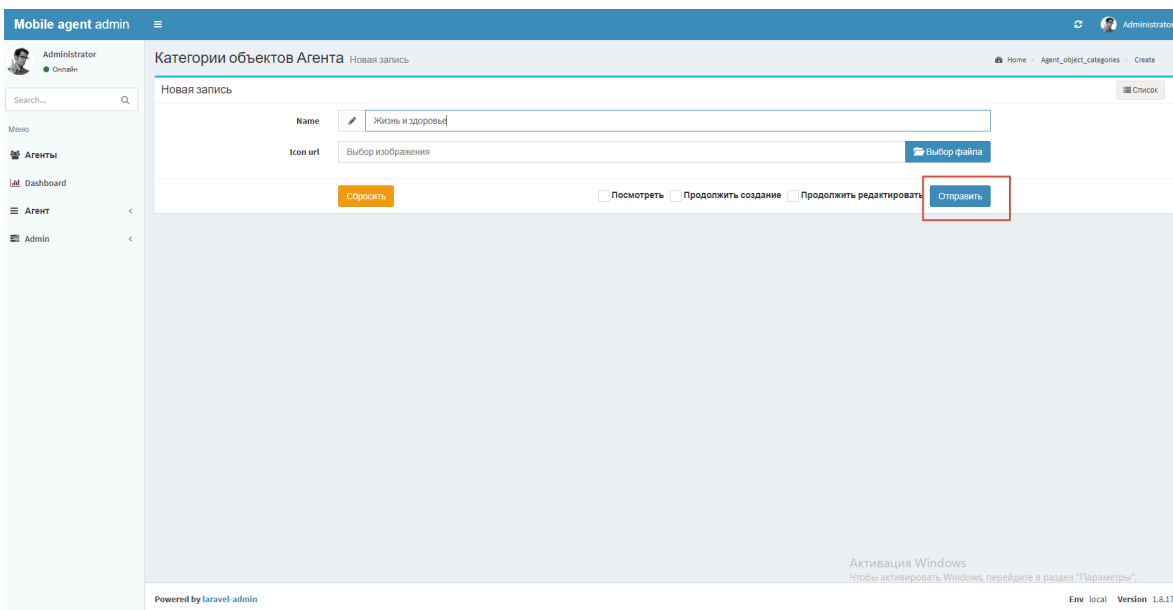 Mobile agent admin
Administrator
Administrator
Онлайн
Категории объектов Агента Новая запись
Home > Agent_object_categories > Create
Search...
Новая запись
Список
Меню
Name Жизнь и здоровье
Агенты
Icon url Выбор изображения Выбор файла
Dashboard
Сбросить Посмотреть Продолжить создание Продолжить редактировать Отправить
Агент
Admin
Активация Windows
Чтобы активировать Windows, перейдите в раздел "Параметры".
Powered by laravel-admin
Env local Version 1.8.17